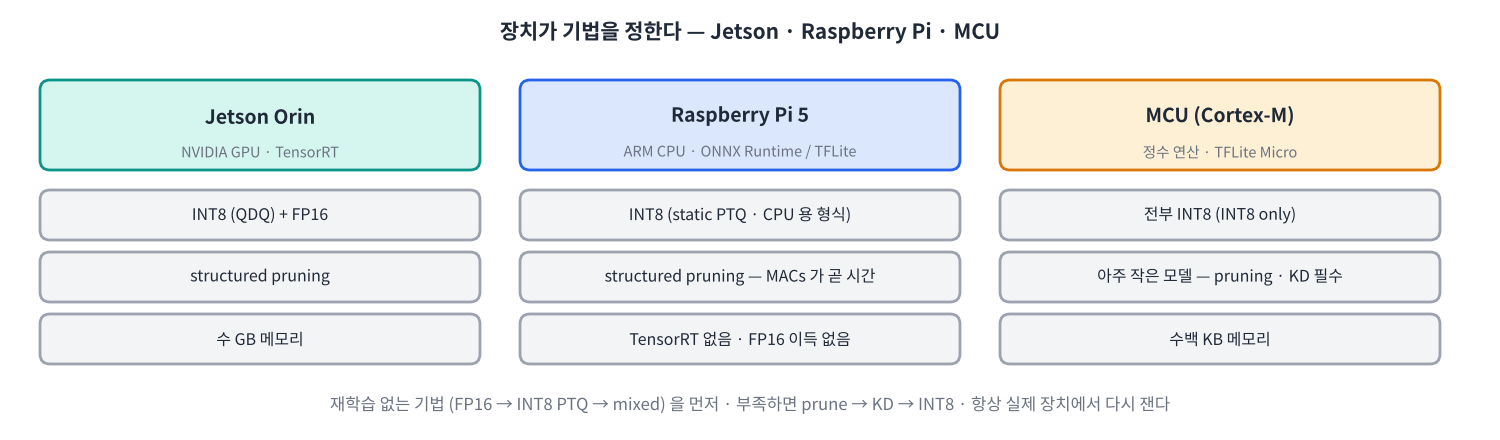 장치가 기법을 정한다 — Jetson · Raspberry Pi · MCU
Jetson Orin
NVIDIA GPU · TensorRT
INT8 (QDQ) + FP16
structured pruning
수 GB 메모리
Raspberry Pi 5
ARM CPU · ONNX Runtime / TFLite
INT8 (static PTQ · CPU 용 형식)
structured pruning — MACs 가 곧 시간
TensorRT 없음 · FP16 이득 없음
MCU (Cortex-M)
정수 연산 · TFLite Micro
전부 INT8 (INT8 only)
아주 작은 모델 — pruning · KD 필수
수백 KB 메모리
재학습 없는 기법 (FP16 → INT8 PTQ → mixed) 을 먼저 · 부족하면 prune → KD → INT8 · 항상 실제 장치에서 다시 잰다